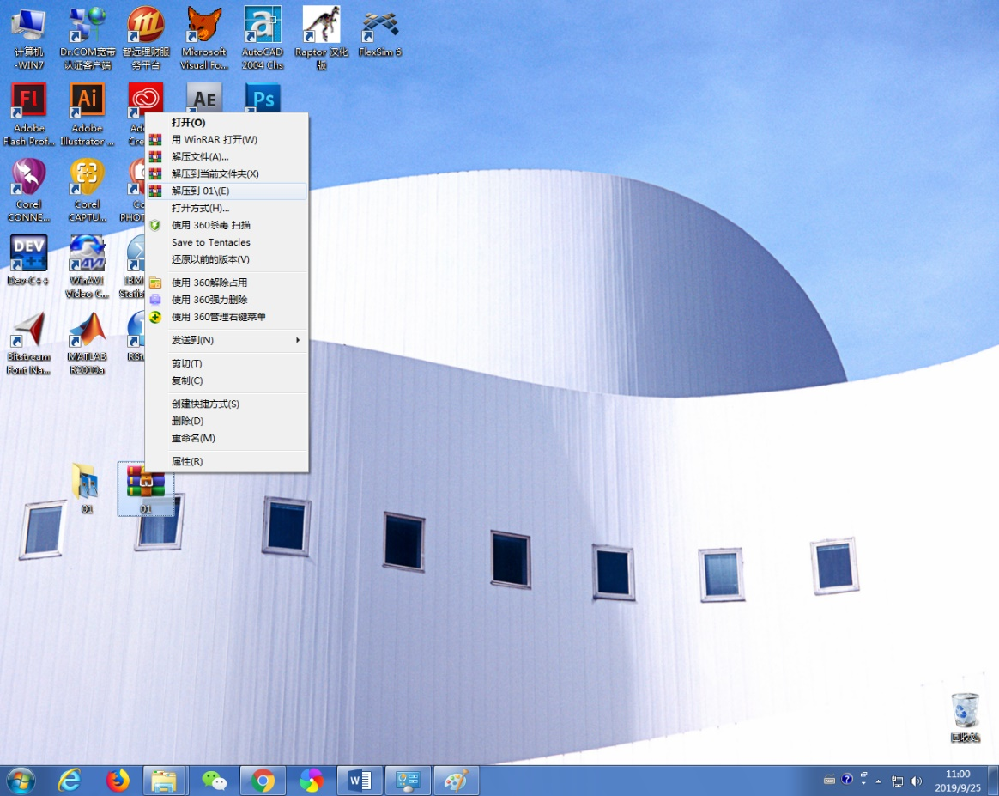 计算机
-WIN7
Dr.COM宽带
认证客户端
智远理财服
务平台
Microsoft
Visual Fo...
AutoCAD
2004 Chs
Raptor 汉化
版
FlexSim 6
Fl
Ai
AE
Ps
Adobe
Flash Prof...
Adobe
Illustrator ...
Ado
Cre
Corel
CONNE...
Corel
CAPTU...
Co
PHOT
DEV
C++
AVI
Dev-C++
WinAVI
Video C...
IBM
Statis
Bitstream
Font Na...
MATLAB
R2010a
RSt
打开(O)
用 WinRAR 打开(W)
解压文件(A)...
解压到当前文件夹(X)
解压到 01\(E)
打开方式(H)...
使用 360杀毒 扫描
Save to Tentacles
还原以前的版本(V)
使用 360解除占用
使用 360强力删除
使用 360管理右键菜单
发送到(N)
剪切(T)
复制(C)
创建快捷方式(S)
删除(D)
重命名(M)
属性(R)
01
01
回收站
11:00
2019/9/25